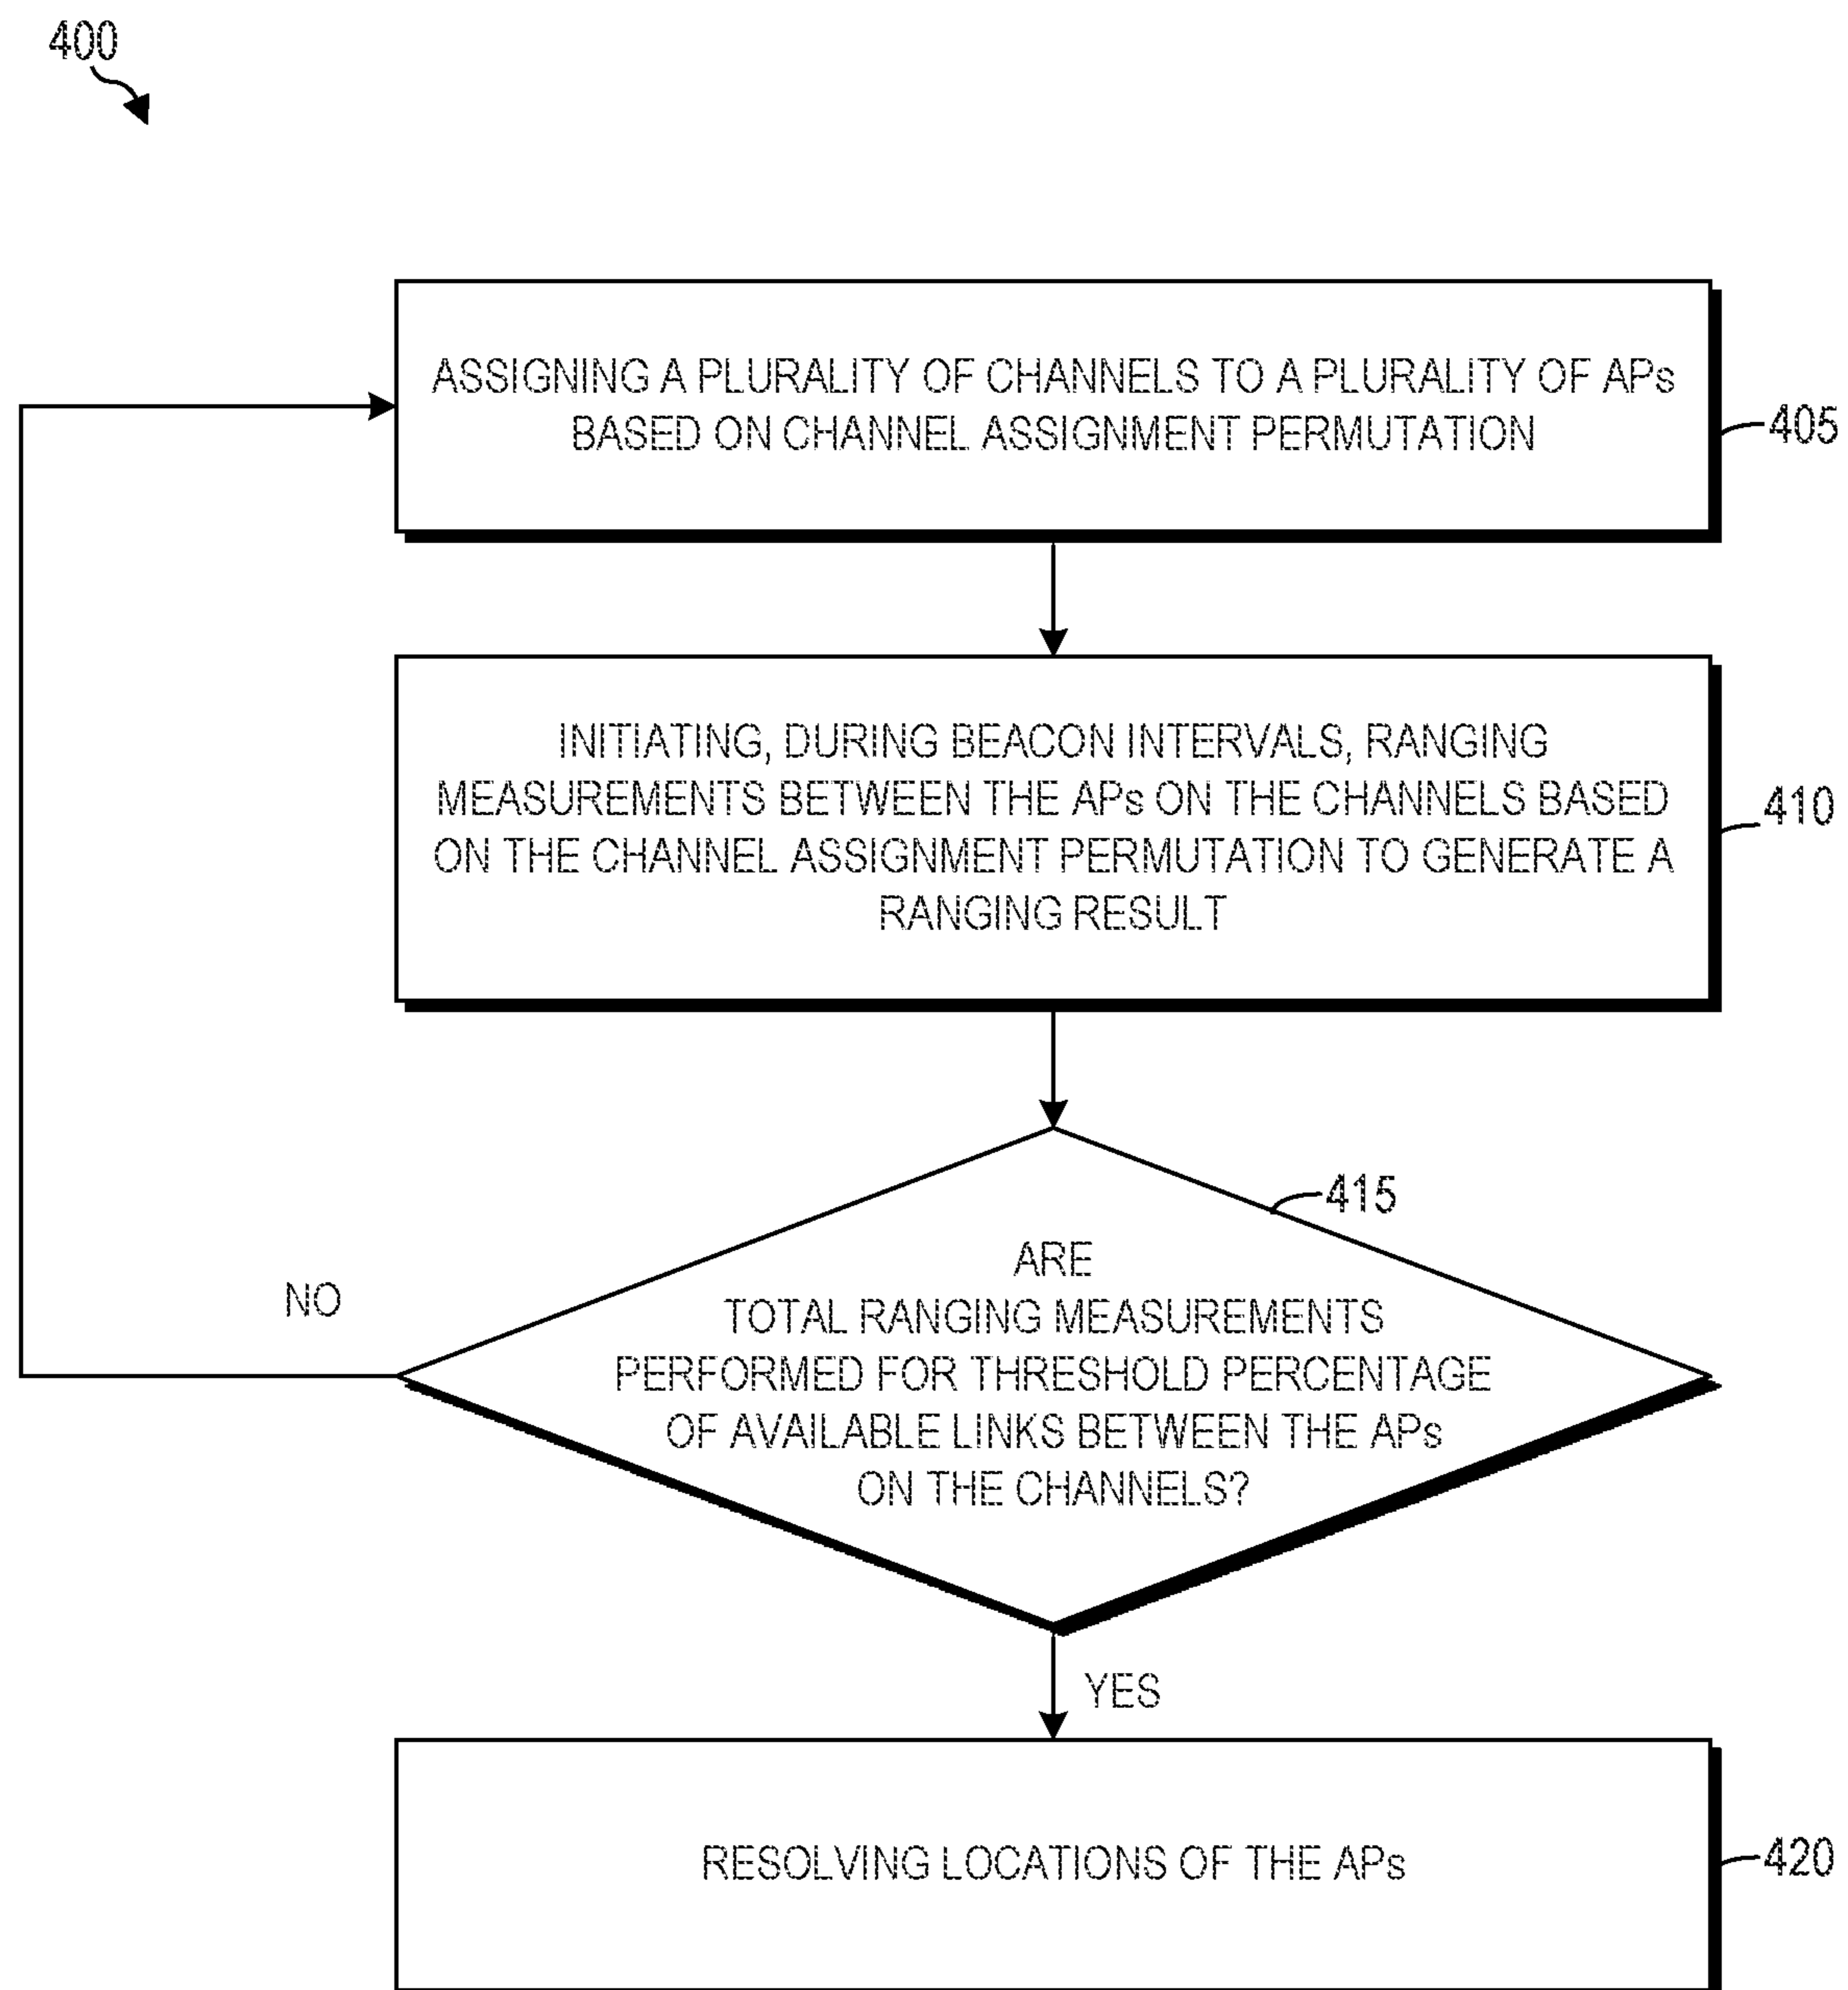 400
ASSIGNING A PLURALITY OF CHANNELS TO A PLURALITY OF APs
BASED ON CHANNEL ASSIGNMENT PERMUTATION
405
INITIATING, DURING BEACON INTERVALS, RANGING
MEASUREMENTS BETWEEN THE APs ON THE CHANNELS BASED
ON THE CHANNEL ASSIGNMENT PERMUTATION TO GENERATE A
RANGING RESULT
410
415
ARE
TOTAL RANGING MEASUREMENTS
PERFORMED FOR THRESHOLD PERCENTAGE
OF AVAILABLE LINKS BETWEEN THE APs
ON THE CHANNELS?
NO
YES
RESOLVING LOCATIONS OF THE APs
420